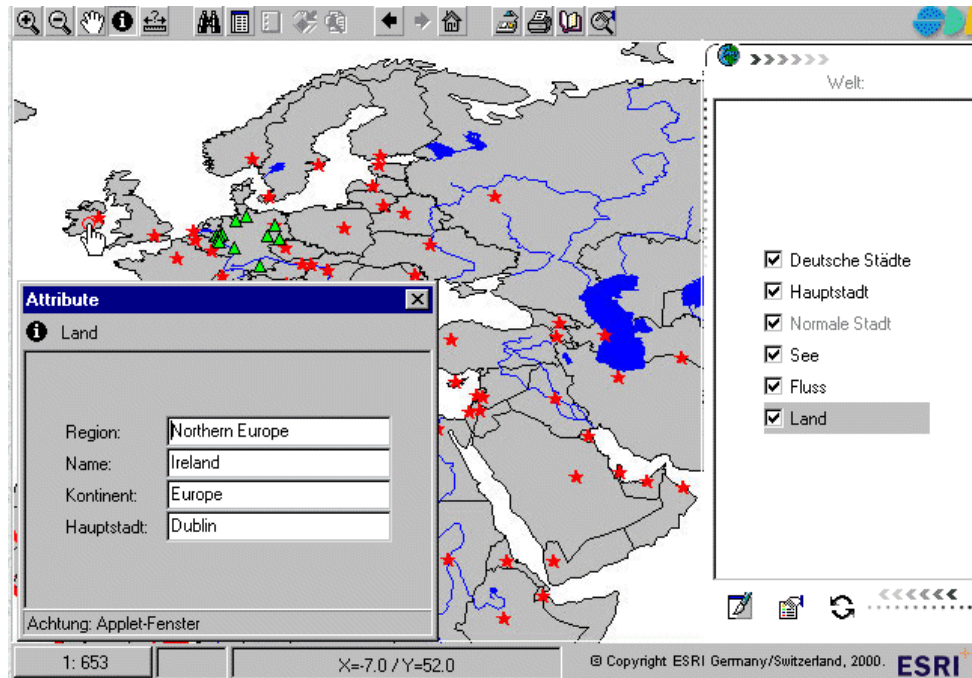 Welt:
Deutsche Städte
Hauptstadt
Normale Stadt
See
Fluss
Land
Attribute
Land
Region: Northern Europe
Name: Ireland
Kontinent: Europe
Hauptstadt: Dublin
Achtung: Applet-Fenster
1: 653
X=-7.0 / Y=52.0
© Copyright ESRI Germany/Switzerland, 2000.
ESRI